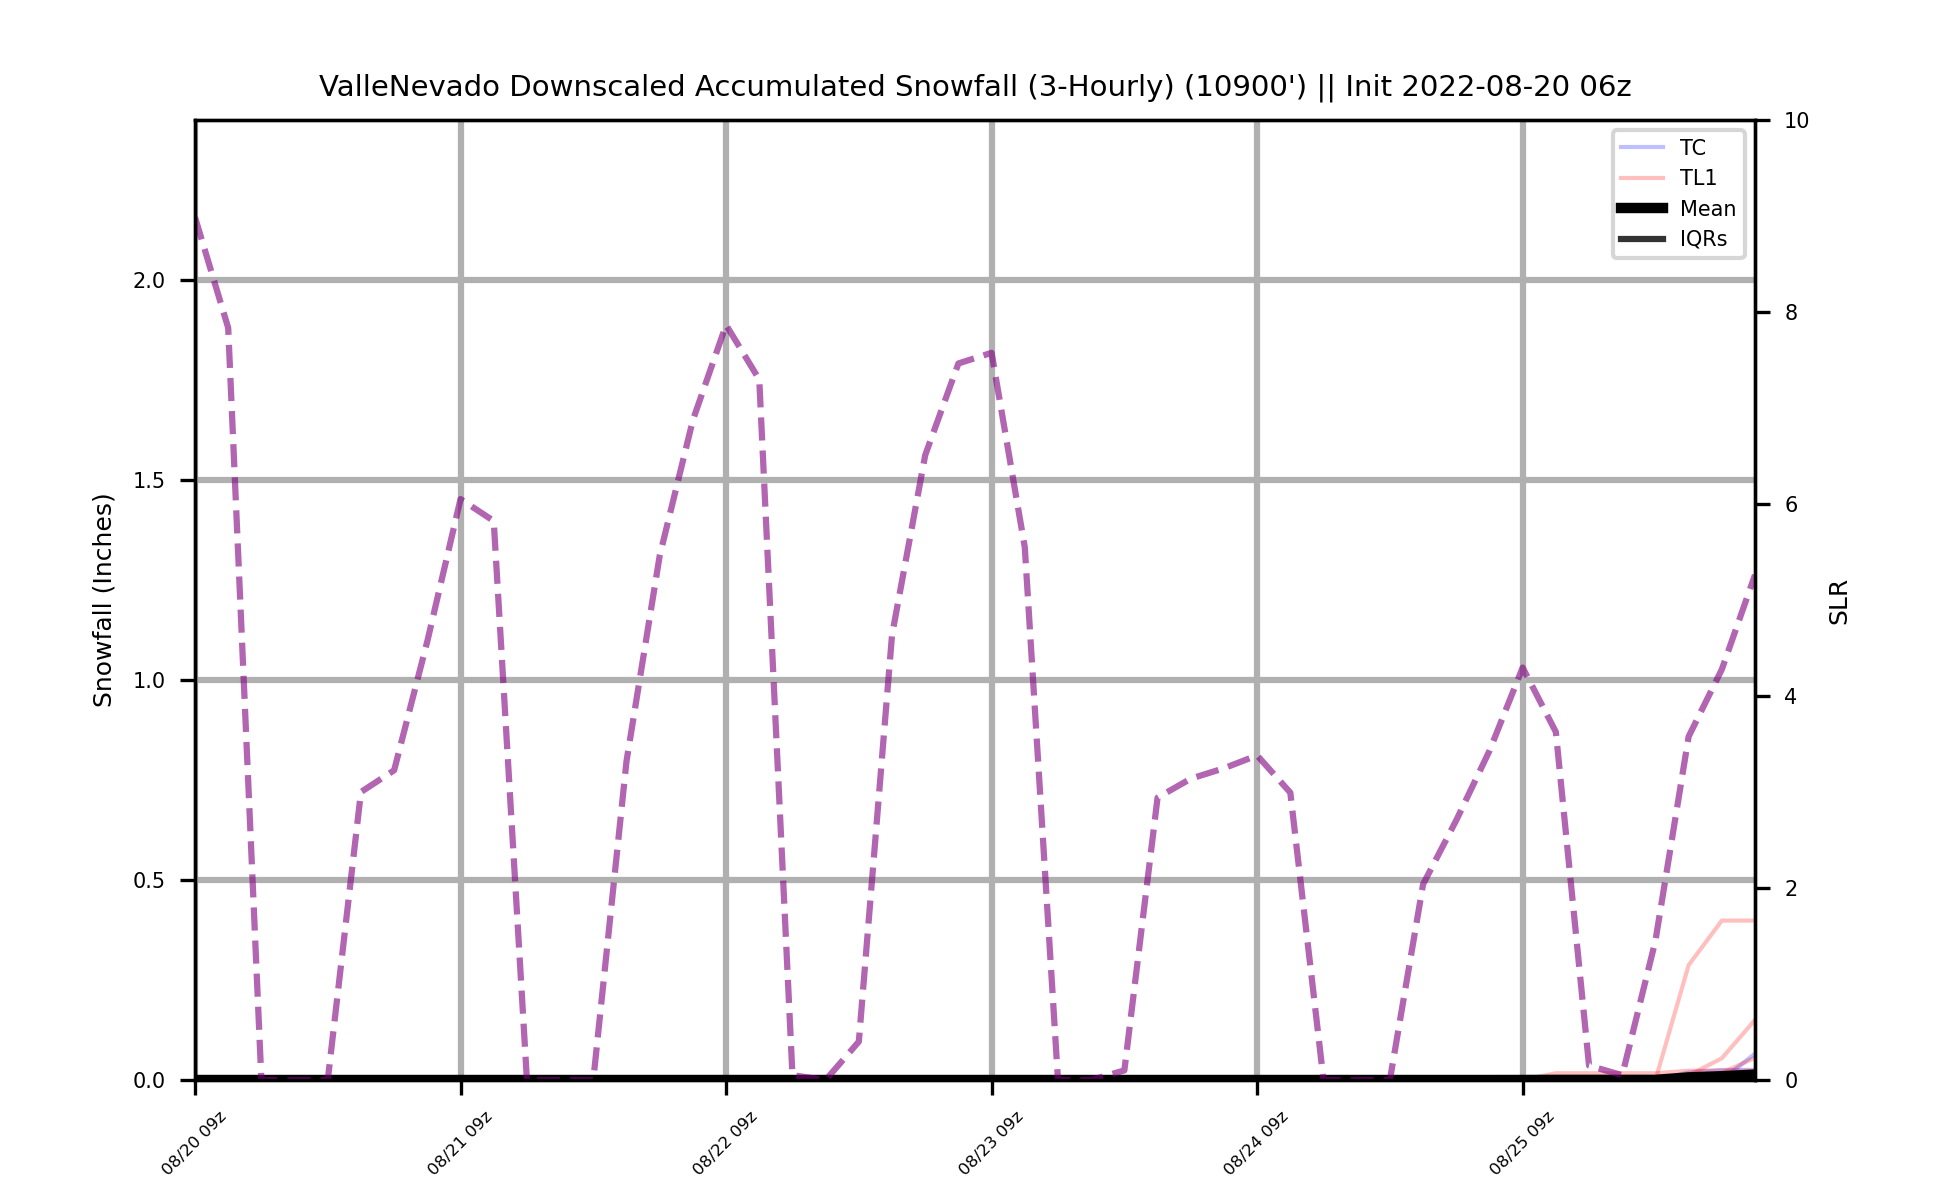 ValleNevado Downscaled Accumulated Snowfall (3-Hourly) (10900') || Init 2022-08-20 06z
TC
TL1
Mean
IQRs
Snowfall (Inches)
2.0
1.5
1.0
0.5
0.0
10
8
6
4
2
0
SLR
08/20 09z
08/21 09z
08/22 09z
08/23 09z
08/24 09z
08/25 09z